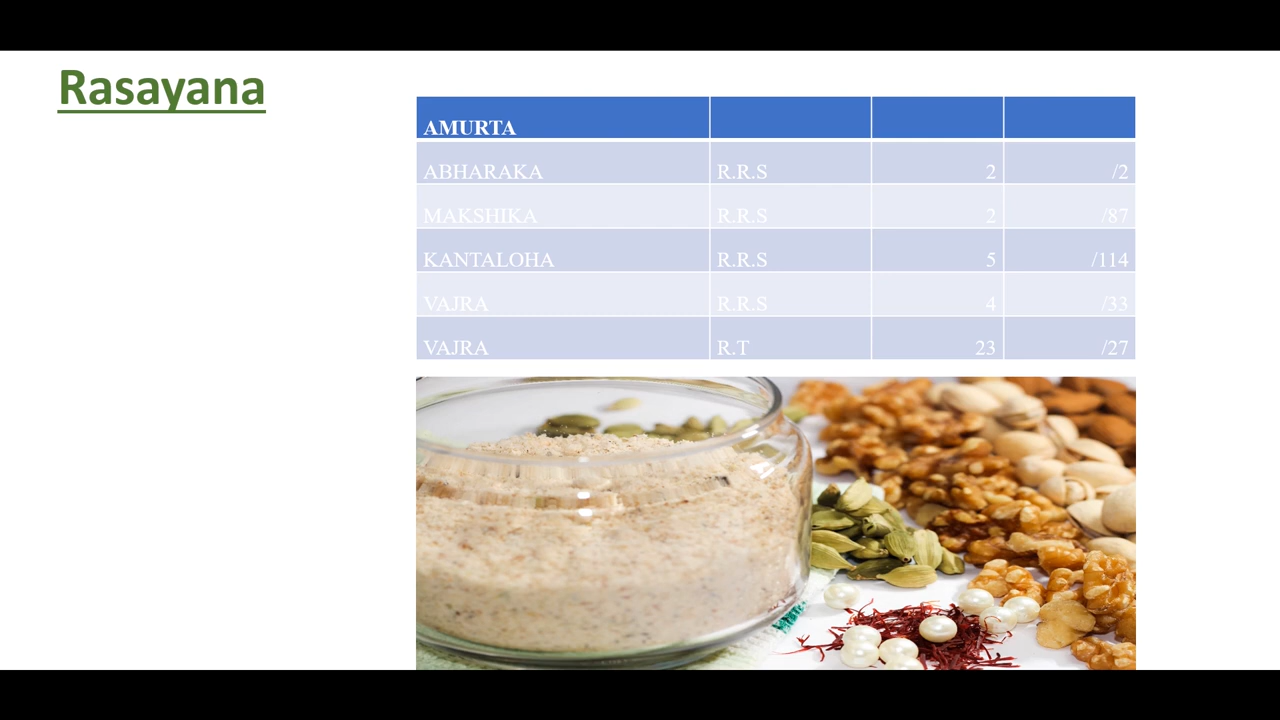 Rasayana
AMURTA
ABHARAKA R.R.S 2 /2
MAKSHIKA R.R.S 2 /87
KANTALOHA R.R.S 5 /114
VAJRA R.R.S 4 /33
VAJRA R.T 23 /27